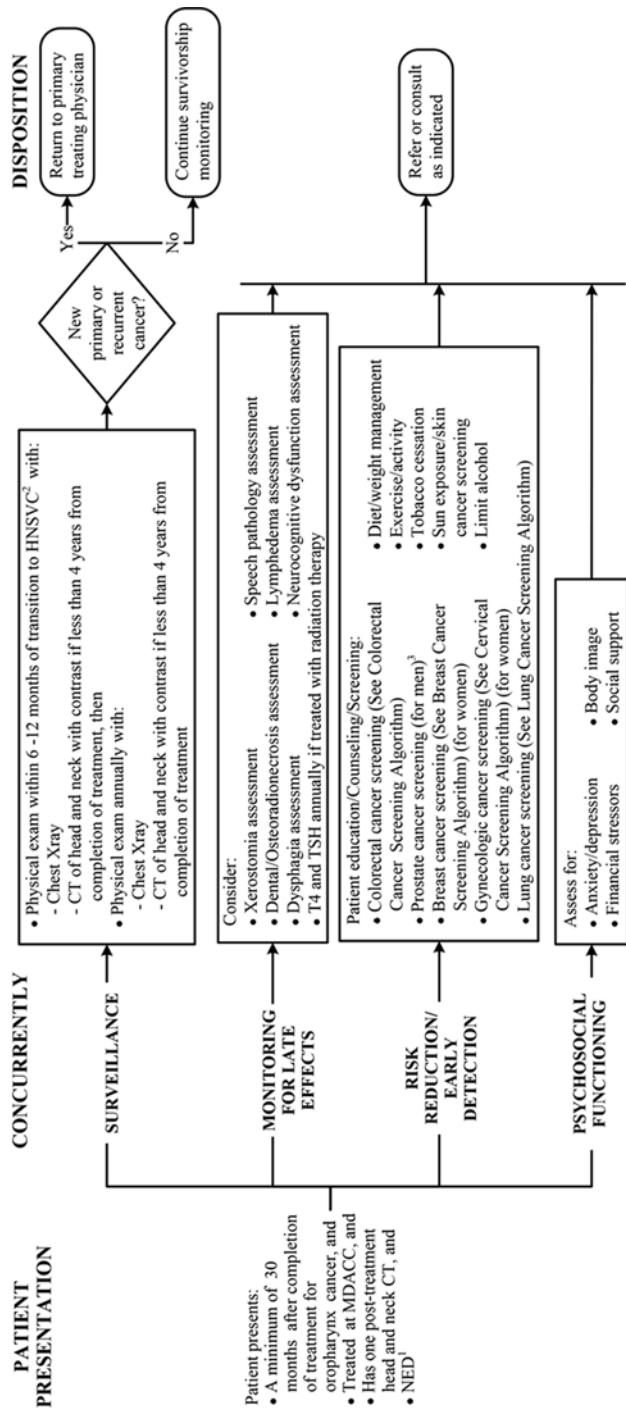 PATIENT
PRESENTATION
CONCURRENTLY
DISPOSITION
Patient presents:
• A minimum of 30
months after completion
of treatment for
oropharynx cancer, and
• Treated at MDACC, and
• Has one post-treatment
head and neck CT, and
• NED¹
SURVEILLANCE
• Physical exam within 6 -12 months of transition to HNSVC² with:
- Chest Xray
- CT of head and neck with contrast if less than 4 years from
completion of treatment, then
• Physical exam annually with:
- Chest Xray
- CT of head and neck with contrast if less than 4 years from
completion of treatment
New
primary or
recurrent
cancer?
Yes
Return to primary
treating physician
No
Continue survivorship
monitoring
MONITORING
FOR LATE
EFFECTS
Consider:
• Xerostomia assessment
• Dental/Osteoradionecrosis assessment
• Dysphagia assessment
• T4 and TSH annually if treated with radiation therapy
• Speech pathology assessment
• Lymphedema assessment
• Neurocognitive dysfunction assessment
RISK
REDUCTION/
EARLY
DETECTION
Patient education/Counseling/Screening:
• Colorectal cancer screening (See Colorectal
Cancer Screening Algorithm)
• Prostate cancer screening (for men)³
• Breast cancer screening (See Breast Cancer
Screening Algorithm) (for women)
• Gynecologic cancer screening (See Cervical
Cancer Screening Algorithm) (for women)
• Lung cancer screening (See Lung Cancer Screening Algorithm)
• Diet/weight management
• Exercise/activity
• Tobacco cessation
• Sun exposure/skin
cancer screening
• Limit alcohol
PSYCHOSOCIAL
FUNCTIONING
Assess for:
• Anxiety/depression
• Financial stressors
• Body image
• Social support
Refer or consult
as indicated